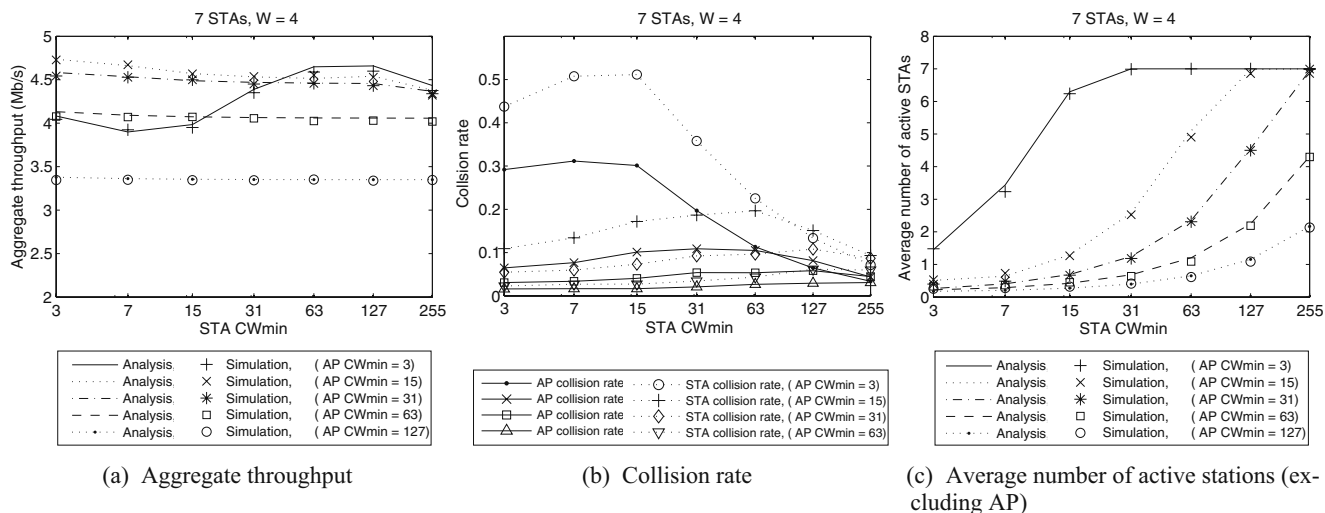 7 STAs, W = 4
5
4.5
4
3.5
3
2.5
2
3 7 15 31 63 127 255
Aggregate throughput (Mb/s)
STA CWmin
Analysis, Simulation, ( AP CWmin = 3)
Analysis, Simulation, ( AP CWmin = 15)
Analysis, Simulation, ( AP CWmin = 31)
Analysis, Simulation, ( AP CWmin = 63)
Analysis, Simulation, ( AP CWmin = 127)
(a) Aggregate throughput
7 STAs, W = 4
0.5
0.4
0.3
0.2
0.1
0
3 7 15 31 63 127 255
Collsion rate
STA CWmin
AP collision rate STA collision rate, ( AP CWmin = 3)
AP collision rate STA collision rate, ( AP CWmin = 15)
AP collision rate STA collision rate, ( AP CWmin = 31)
AP collision rate STA collision rate, ( AP CWmin = 63)
(b) Collision rate
7 STAs, W = 4
8
7
6
5
4
3
2
1
0
3 7 15 31 63 127 255
Average number of active STAs
STA CWmin
Analysis, Simulation, ( AP CWmin = 3)
Analysis, Simulation, ( AP CWmin = 15)
Analysis Simulation, ( AP CWmin = 31)
Analysis Simulation, ( AP CWmin = 63)
Analysis Simulation, ( AP CWmin = 127)
(c) Average number of active stations (ex-
cluding AP)